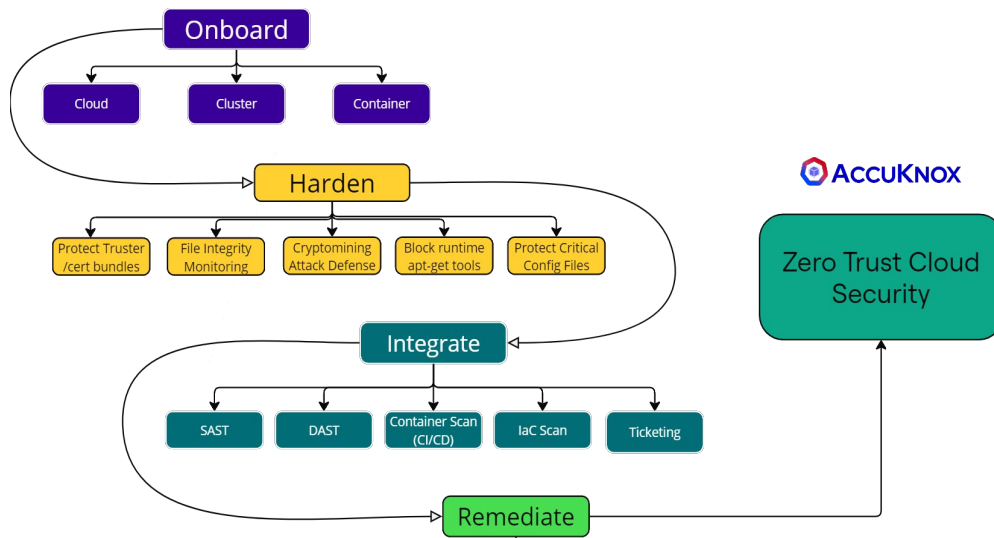 Onboard
Cloud
Cluster
Container
Harden
ACCUKNOX
Protect Truster
/cert bundles
File Integrity
Monitoring
Cryptomining
Attack Defense
Block runtime
apt-get tools
Protect Critical
Config Files
Zero Trust Cloud
Security
Integrate
SAST
DAST
Container Scan
(CI/CD)
IaC Scan
Ticketing
Remediate